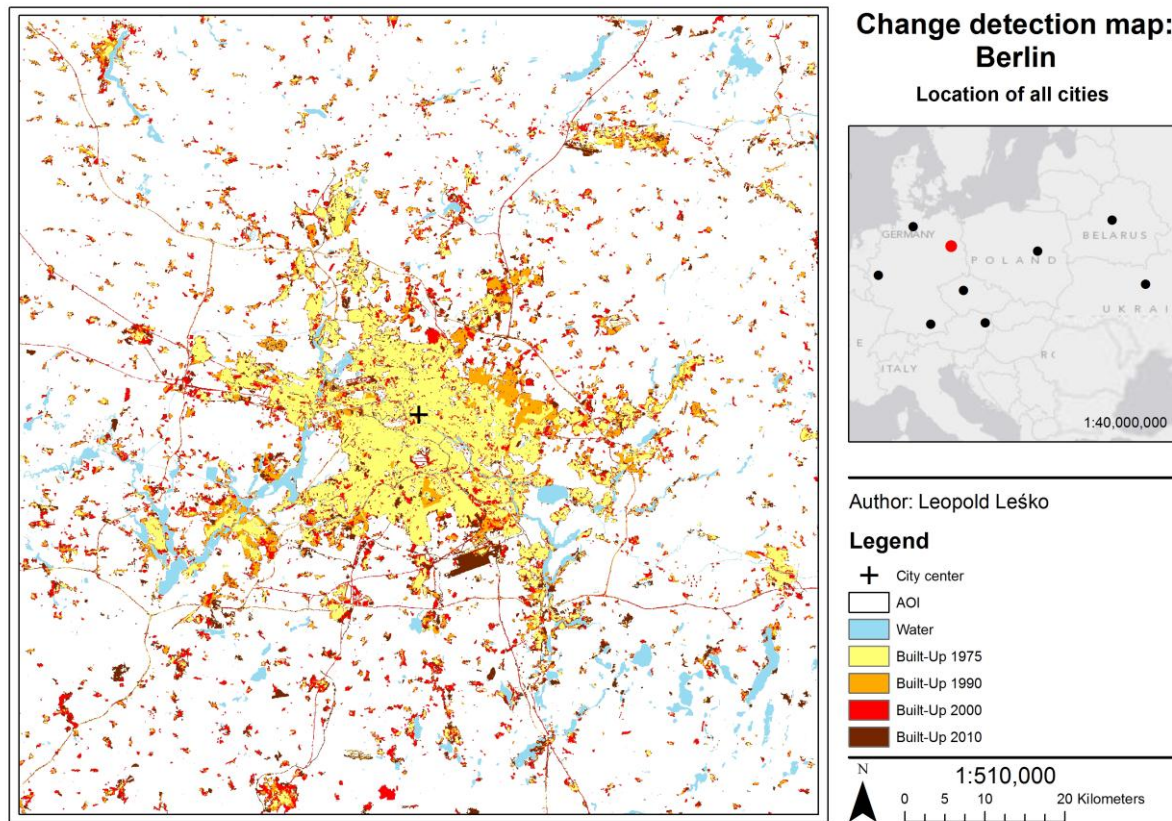 Change detection map:
Berlin
Location of all cities
GERMANY
BELARUS
POLAND
UKRAI
E
ITALY
1:40,000,000
Author: Leopold Leśko
Legend
City center
AOI
Water
Built-Up 1975
Built-Up 1990
Built-Up 2000
Built-Up 2010
N
1:510,000
0 5 10 20 Kilometers